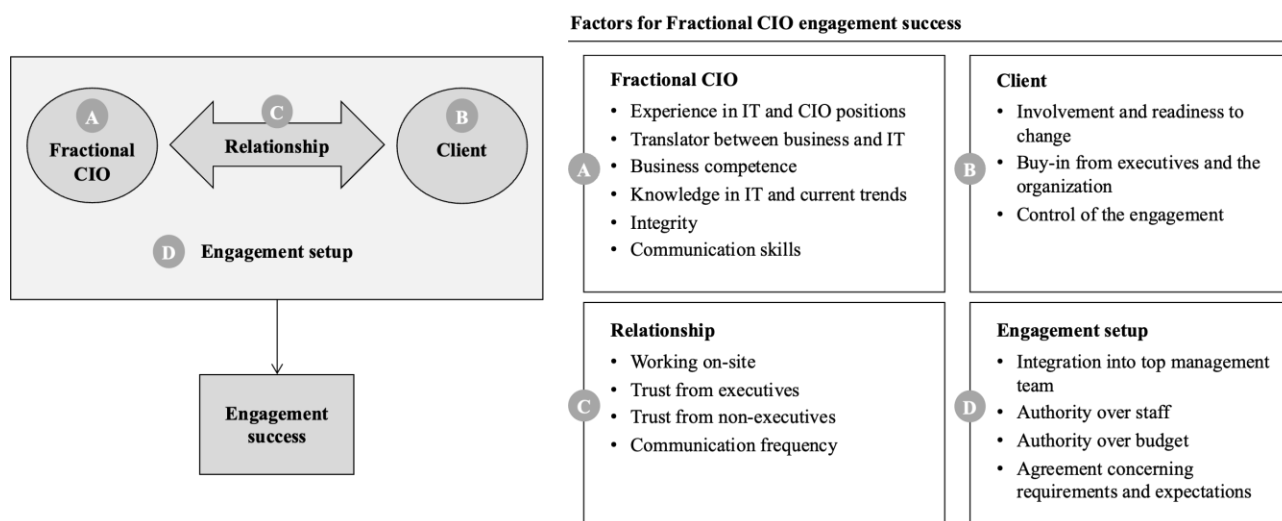 Factors for Fractional CIO engagement success
A
Fractional
CIO
C
Relationship
B
Client
D
Engagement setup
Engagement
success
A
Fractional CIO
• Experience in IT and CIO positions
• Translator between business and IT
• Business competence
• Knowledge in IT and current trends
• Integrity
• Communication skills
B
Client
• Involvement and readiness to
change
• Buy-in from executives and the
organization
• Control of the engagement
C
Relationship
• Working on-site
• Trust from executives
• Trust from non-executives
• Communication frequency
D
Engagement setup
• Integration into top management
team
• Authority over staff
• Authority over budget
• Agreement concerning
requirements and expectations